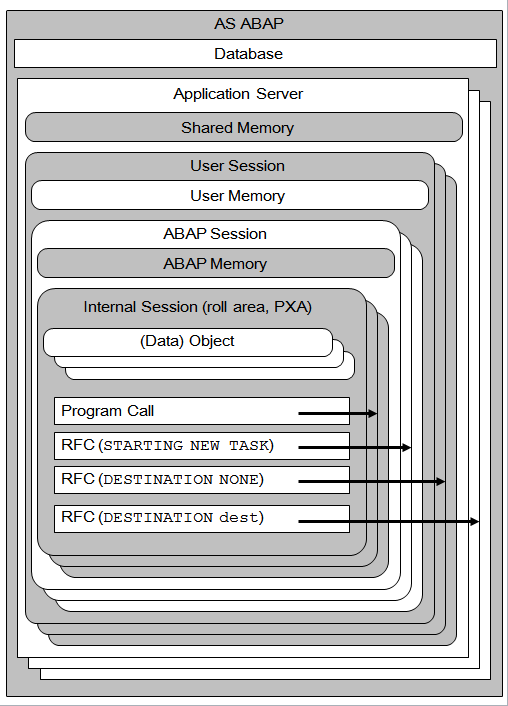 AS ABAP
Database
Application Server
Shared Memory
User Session
User Memory
ABAP Session
ABAP Memory
Internal Session (roll area, PXA)
(Data) Object
Program Call
RFC (STARTING NEW TASK)
RFC (DESTINATION NONE)
RFC (DESTINATION dest)